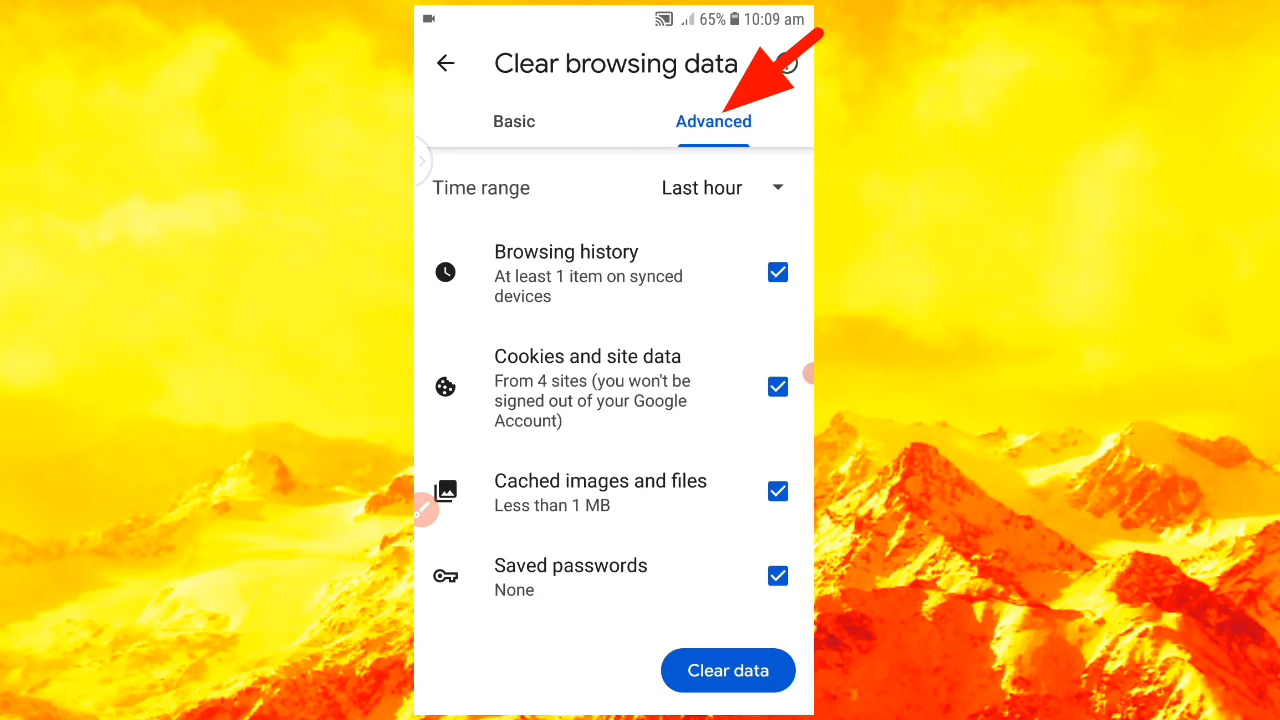 65% 10:09 am
Clear browsing data
Basic Advanced
Time range Last hour
Browsing history
At least 1 item on synced
devices
Cookies and site data
From 4 sites (you won't be
signed out of your Google
Account)
Cached images and files
Less than 1 MB
Saved passwords
None
Clear data